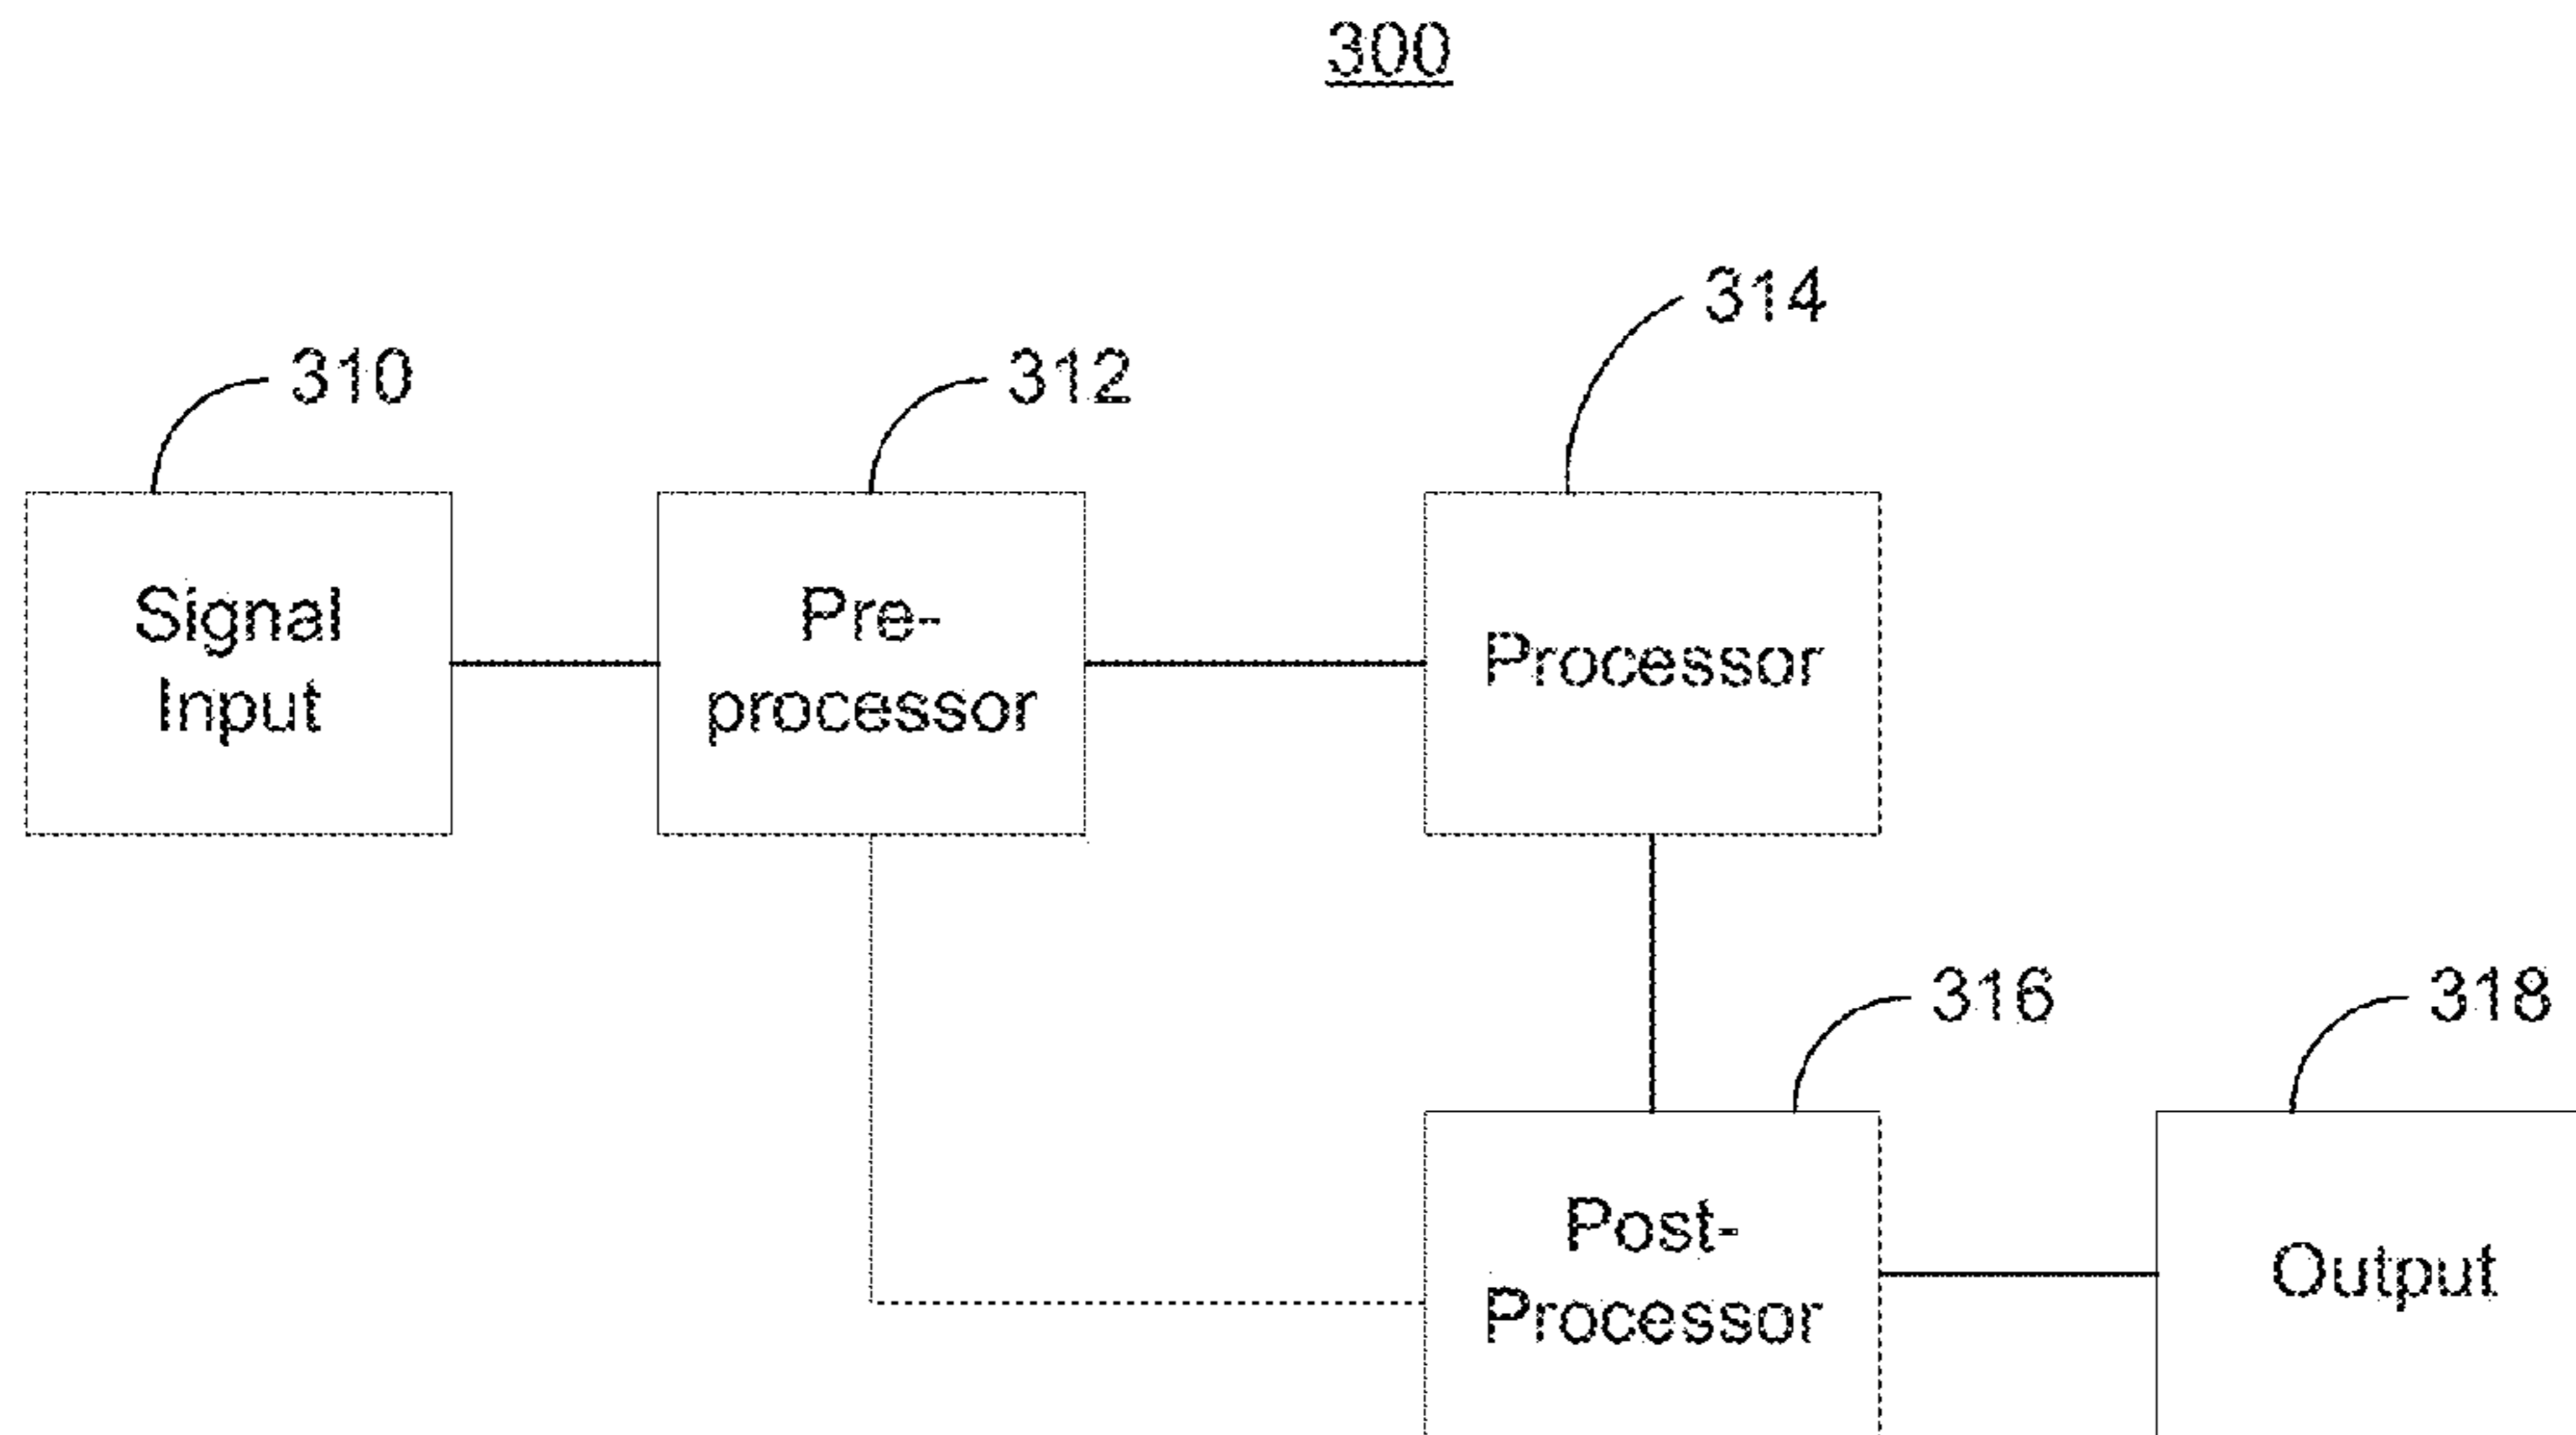 300
314
310
312
Signal
Input
Pre-
processor
Processor
316
318
Post-
Processor
Output